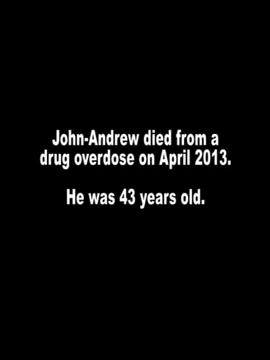 John-Andrew died from a
drug overdose on April 2013.
He was 43 years old.